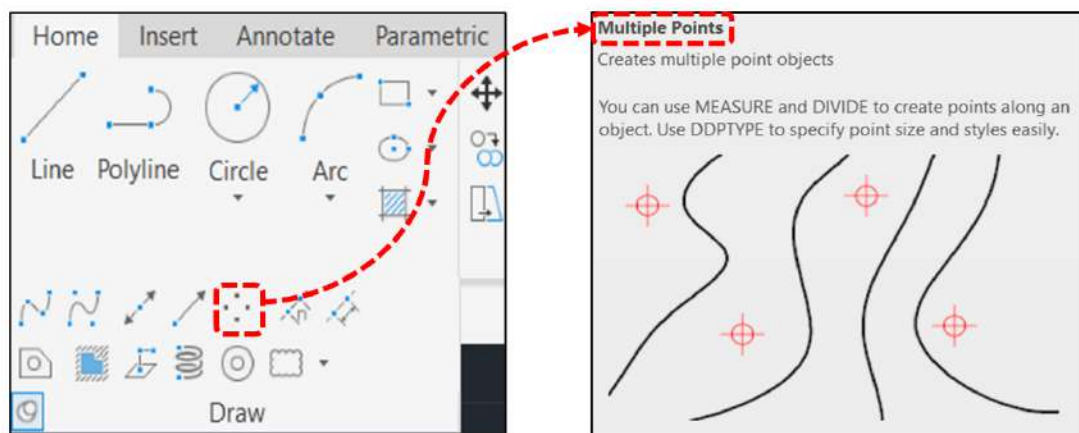 Home Insert Annotate Parametric
Line Polyline Circle Arc
Draw
Multiple Points
Creates multiple point objects
You can use MEASURE and DIVIDE to create points along an
object. Use DDPTYPE to specify point size and styles easily.